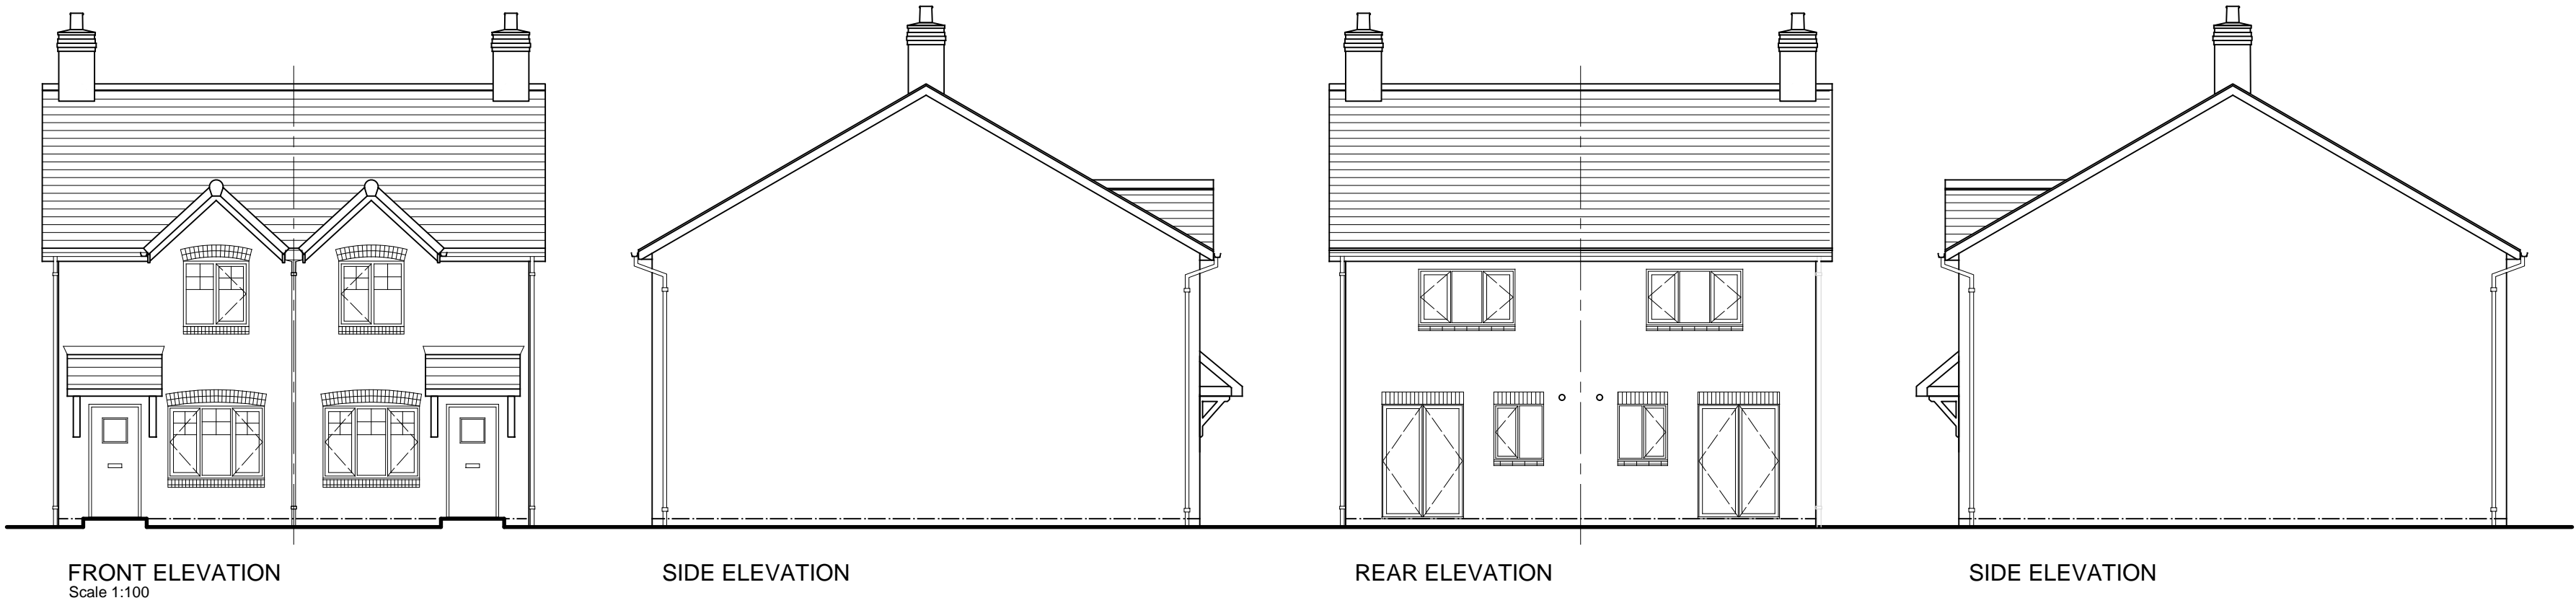 FRONT ELEVATION
Scale 1:100
SIDE ELEVATION
REAR ELEVATION
SIDE ELEVATION